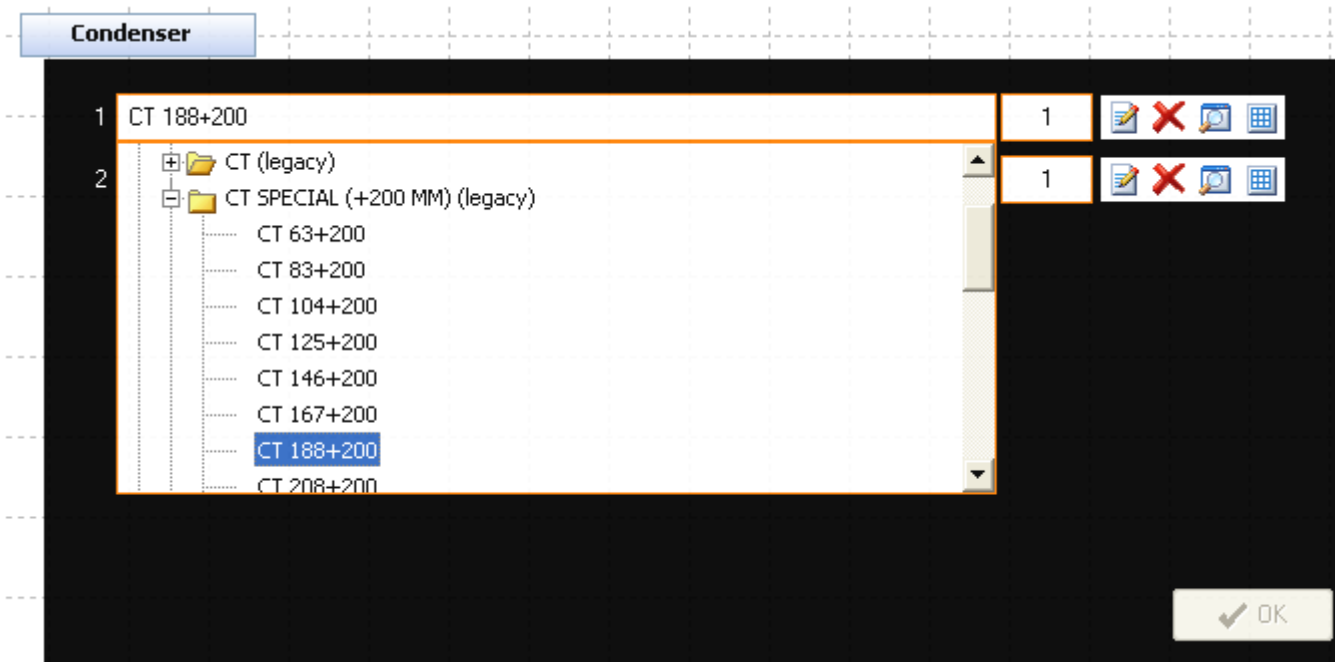 Condenser
1 CT 188+200 1
CT (legacy)
2 1
CT SPECIAL (+200 MM) (legacy)
CT 63+200
CT 83+200
CT 104+200
CT 125+200
CT 146+200
CT 167+200
CT 188+200
CT 208+200
OK